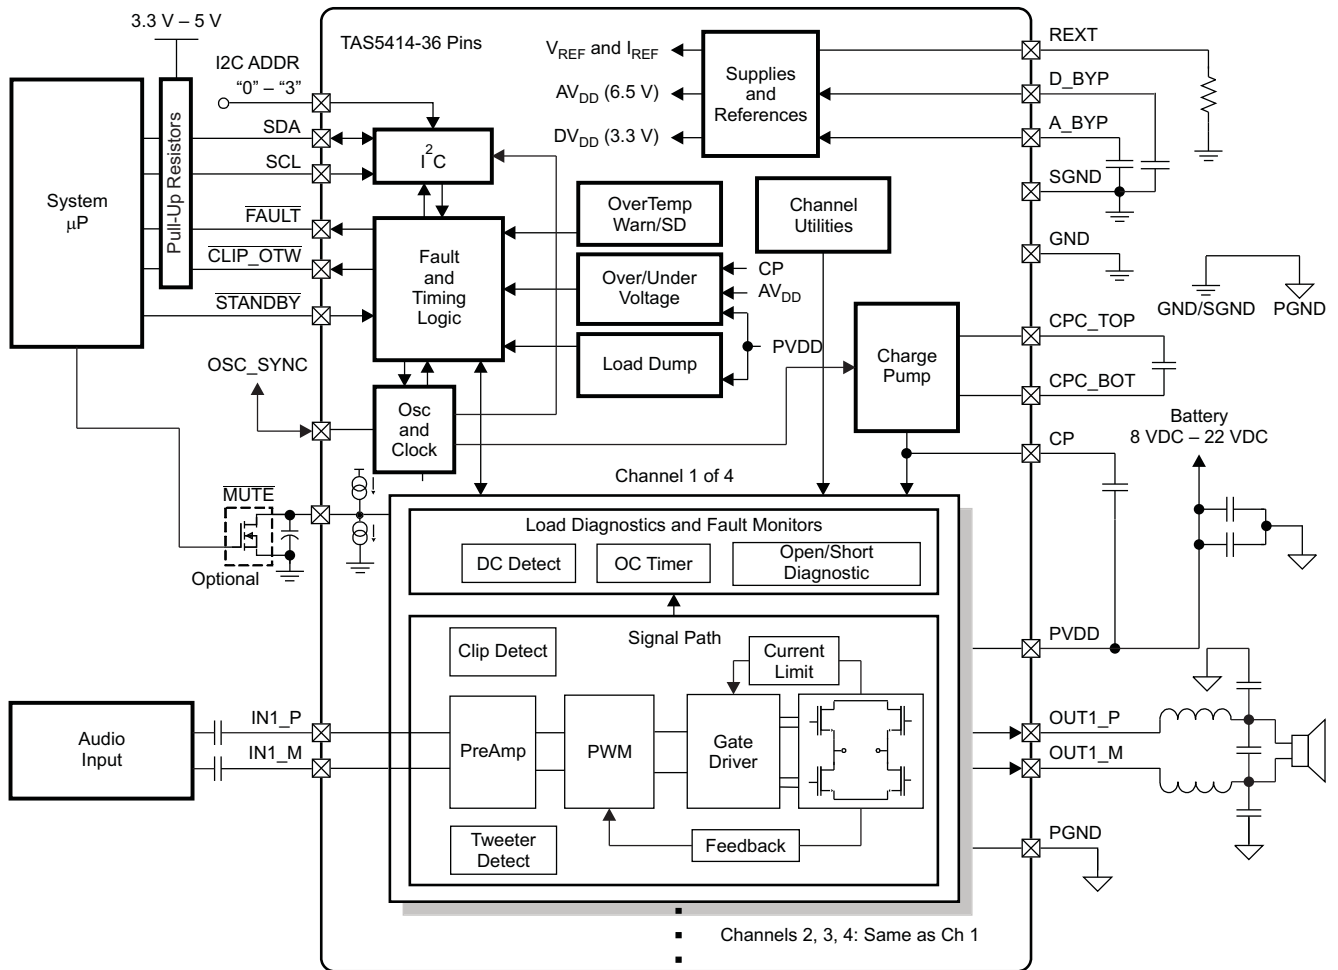 3.3 V – 5 V
TAS5414-36 Pins
I2C ADDR
“0” – “3”
System
μP
Pull-Up Resistors
SDA
SCL
FAULT
CLIP_OTW
STANDBY
OSC_SYNC
MUTE
Optional
I2C
Fault
and
Timing
Logic
Osc
and
Clock
VREF and IREF
AVDD (6.5 V)
DVDD (3.3 V)
Supplies
and
References
OverTemp
Warn/SD
Over/Under
Voltage
Load Dump
CP
AVDD
PVDD
Channel
Utilities
Charge
Pump
REXT
D_BYP
A_BYP
SGND
GND
GND/SGND
PGND
CPC_TOP
CPC_BOT
CP
Battery
8 VDC – 22 VDC
Channel 1 of 4
Load Diagnostics and Fault Monitors
DC Detect
OC Timer
Open/Short
Diagnostic
Signal Path
Clip Detect
Current
Limit
PreAmp
PWM
Gate
Driver
Tweeter
Detect
Feedback
Audio
Input
IN1_P
IN1_M
PVDD
OUT1_P
OUT1_M
PGND
Channels 2, 3, 4: Same as Ch 1